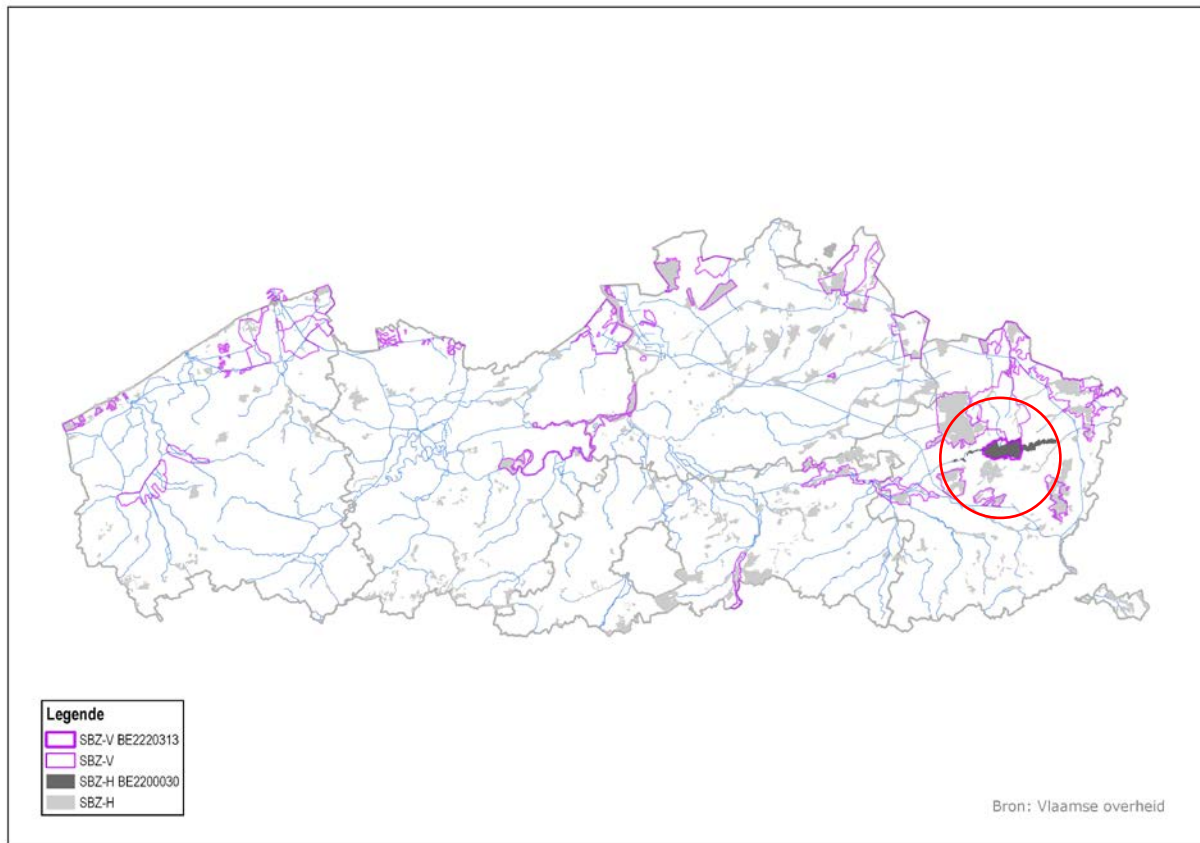 Legende
SBZ-V BE2220313
SBZ-V
SBZ-H BE2200030
SBZ-H
Bron: Vlaamse overheid